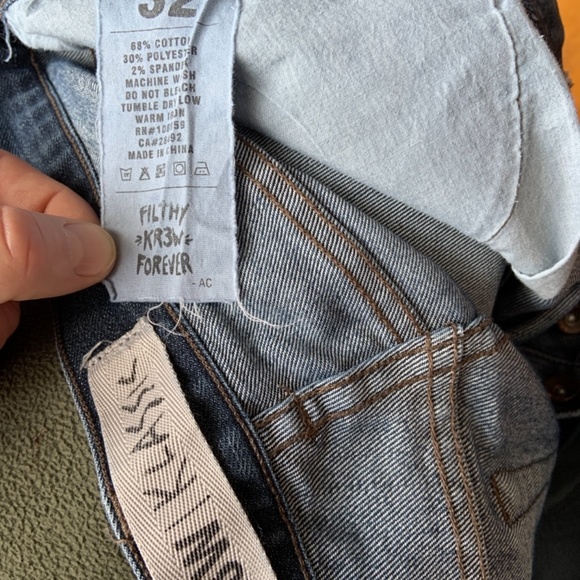 32
68% COTTON
30% POLYESTER
2% SPANDEX
MACHINE WASH
DO NOT BLEACH
TUMBLE DRY LOW
WARM IRON
MADE IN CHINA
FILTHY
KR3W
FOREVER
- AC
KLASSIK